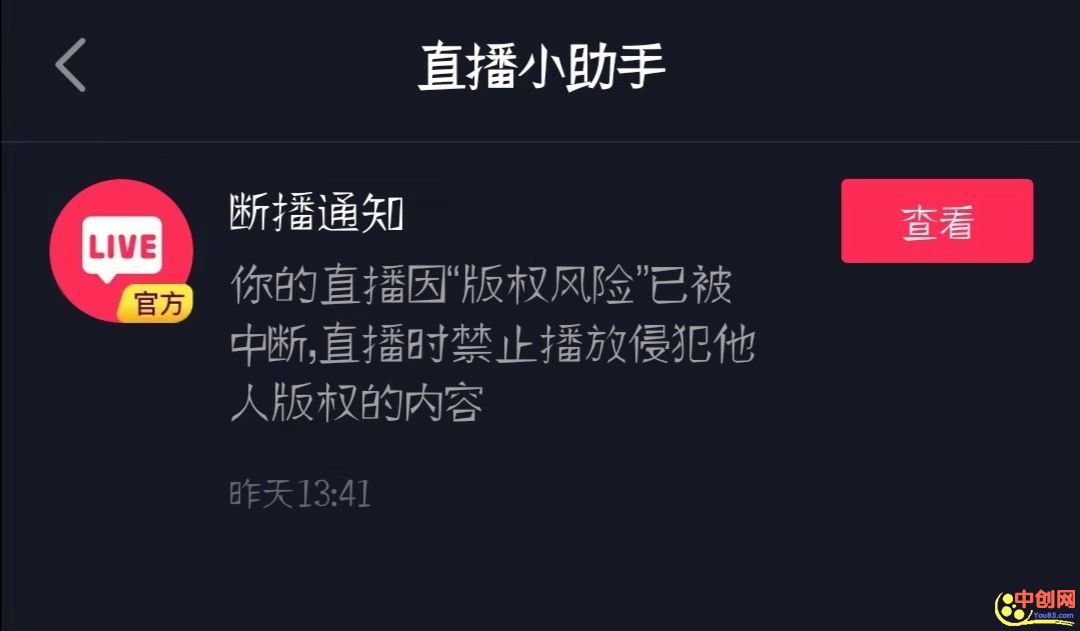 直播小助手
断播通知
查看
LIVE
官方
你的直播因“版权风险”已被
中断,直播时禁止播放侵犯他
人版权的内容
昨天13:41
中创网
You85.com